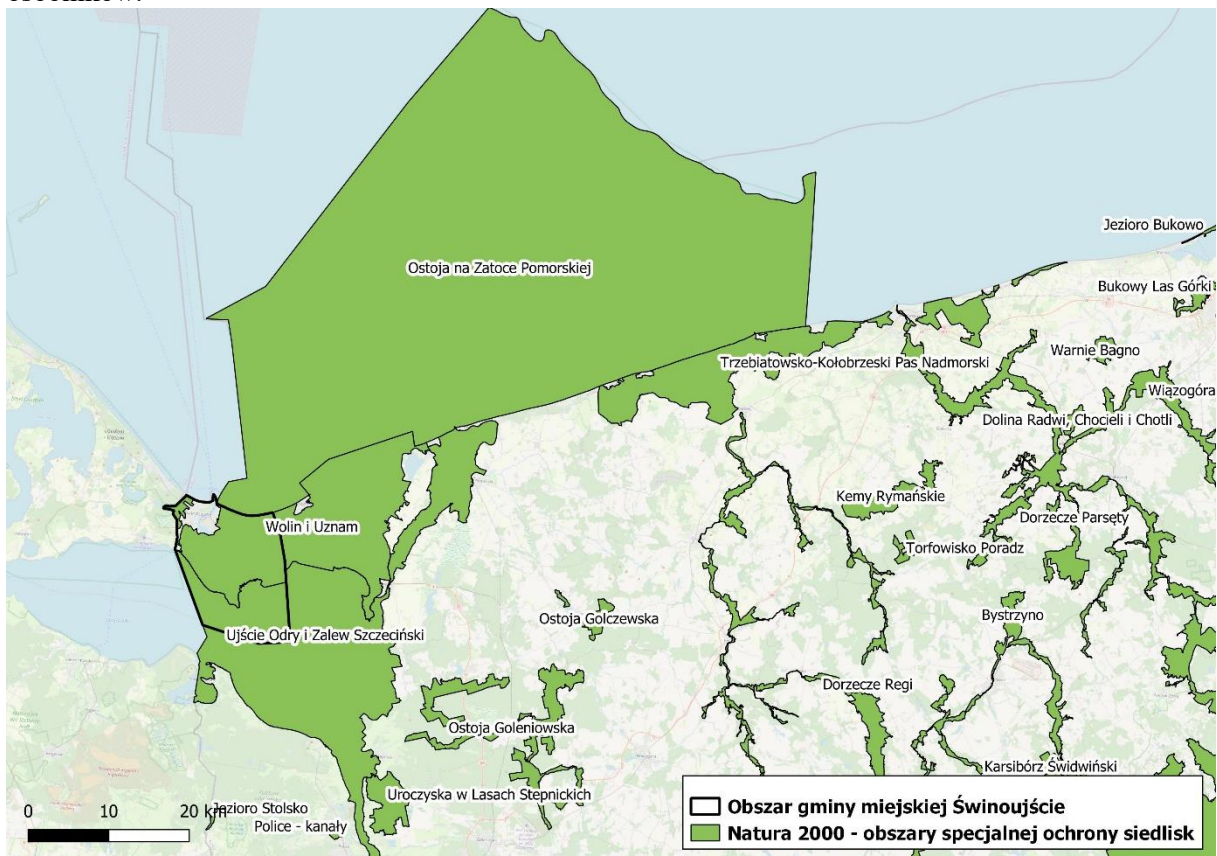 Jezioro Bukowo
Ostoja na Zatoce Pomorskiej
Bukowy Las Górki
Warnie Bagno
Trzebiatowsko-Kołobrzeski Pas Nadmorski
Wiązogóra
Dolina Radwi, Chocieli i Chotli
Kemy Rymańskie
Dorzecze Parsęty
Wolin i Uznam
Torfowisko Poradz
Ostoja Golczewska
Bystrzyno
Ujście Odry i Zalew Szczeciński
Dorzecze Regi
Ostoja Goleniowska
Karsibórz Świdwiński
Uroczyska w Lasach Stepnickich
Jezioro Stolsko
Police - kanały
0 10 20 km
Obszar gminy miejskiej Świnoujście
Natura 2000 - obszary specjalnej ochrony siedlisk